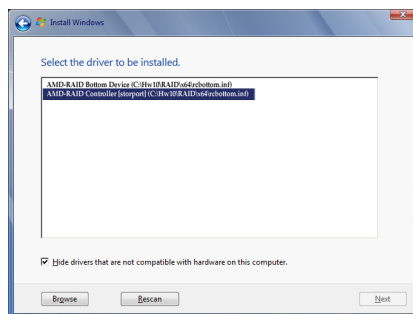 Install Windows
Select the driver to be installed.
AMD-RAID Bottom Device (C:\Hw10\RAID\x64\rcbottom.inf)
AMD-RAID Controller [storport] (C:\Hw10\RAID\x64\rcbottom.inf)
Hide drivers that are not compatible with hardware on this computer.
Browse Rescan Next